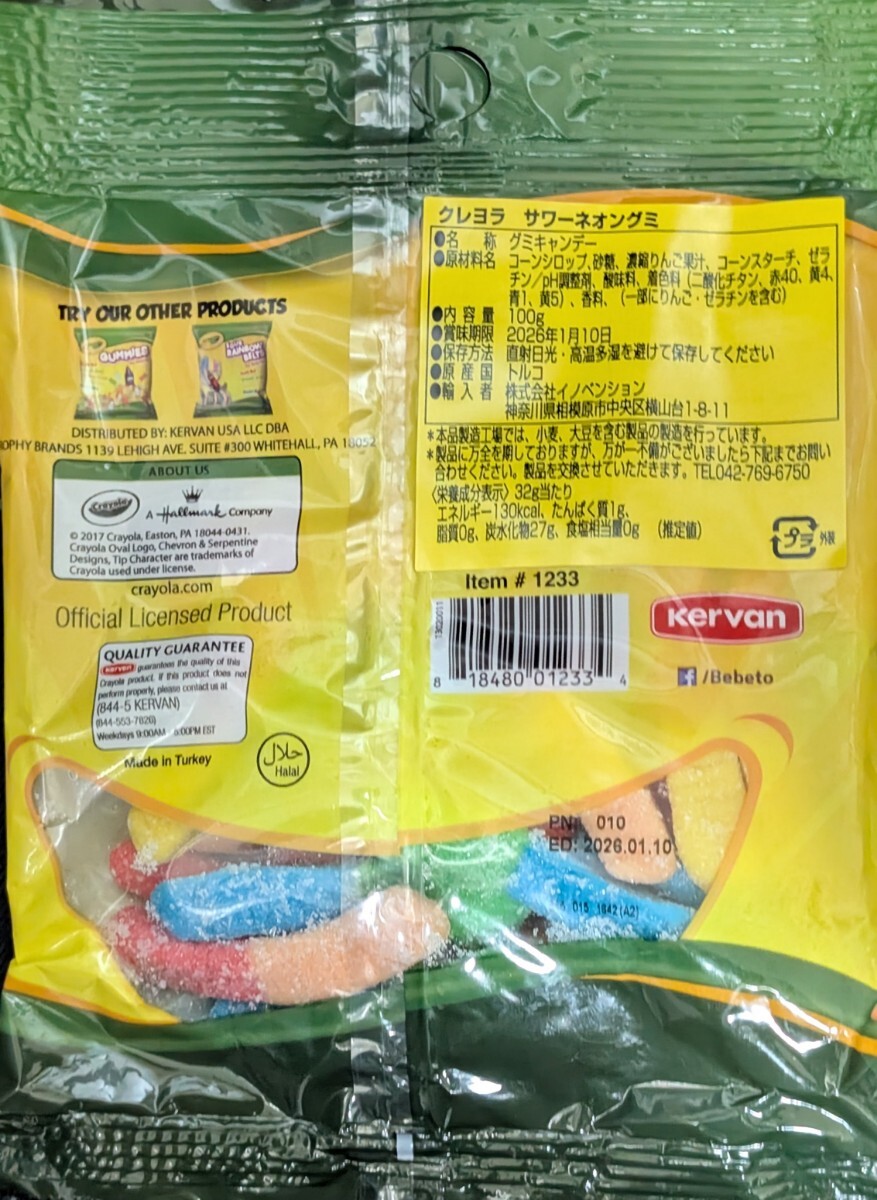 TRY OUR OTHER PRODUCTS
GUMMIES
RAINBOW
BELTS
DISTRIBUTED BY: KERVAN USA LLC DBA
OPHY BRANDS 1139 LEHIGH AVE. SUITE #300 WHITEHALL, PA 18052
ABOUT US
Crayola
A Hallmark Company
© 2017 Crayola, Easton, PA 18044-0431.
Crayola Oval Logo, Chevron & Serpentine
Designs, Tip Character are trademarks of
Crayola used under license.
crayola.com
Official Licensed Product
QUALITY GUARANTEE
kervan guarantees the quality of this
Crayola product. If this product does not
perform properly, please contact us at
(844-5 KERVAN)
(844-553-7826)
Weekdays 9:00AM :00PM EST
Made in Turkey
حلال
Halal
クレヨラ サワーネオングミ
●名 称 グミキャンデー
●原材料名 コーンシロップ、砂糖、濃縮りんご果汁、コーンスターチ、ゼラ
チン/pH調整剤、酸味料、着色料(二酸化チタン、赤40、黄4、
青1、黄5)、香料、(一部にりんご・ゼラチンを含む)
●内 容 量 100g
●賞味期限 2026年1月10日
●保存方法 直射日光・高温多湿を避けて保存してください
●原 産 国 トルコ
●輸 入 者 株式会社イノベンション
神奈川県相模原市中央区横山台1-8-11
*本品製造工場では、小麦、大豆を含む製品の製造を行っています。
*製品に万全を期しておりますが、万が一不備がございましたら下記までお問い
合わせください。製品を交換させていただきます。TEL042-769-6750
〈栄養成分表示〉32g当たり
エネルギー130kcal、たんぱく質1g、
脂質0g、炭水化物27g、食塩相当量0g (推定値)
プラ 外装
Item # 1233
8 18480 01233 4
kervan
f /Bebeto
010
ED: 2026.01.10
015 1842(A2)